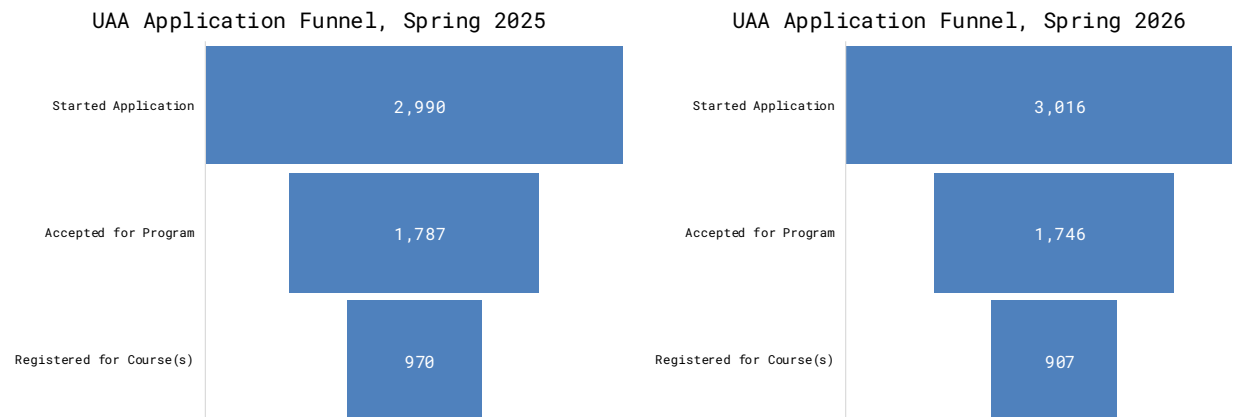 UAA Application Funnel, Spring 2025
Started Application
2,990
Accepted for Program
1,787
Registered for Course(s)
970
UAA Application Funnel, Spring 2026
Started Application
3,016
Accepted for Program
1,746
Registered for Course(s)
907